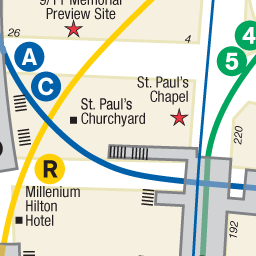 9/11 Memorial
Preview Site
26
4
4
5
A
C
St. Paul's
Chapel
St. Paul's
Churchyard
220
R
Millenium
Hilton
Hotel
192